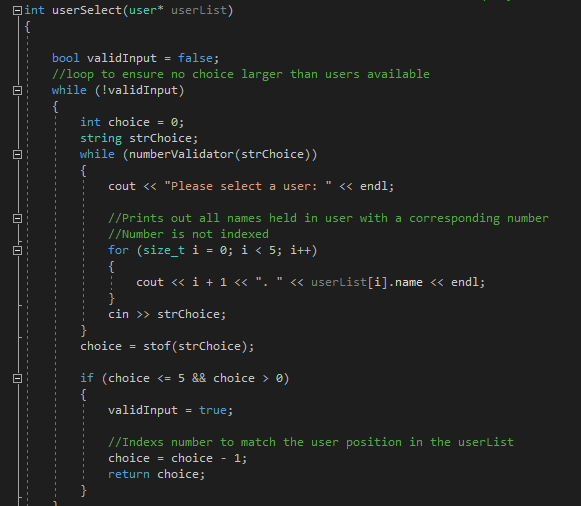 int userSelect(user* userList)
{
bool validInput = false;
//loop to ensure no choice larger than users available
while (!validInput)
{
int choice = 0;
string strChoice;
while (numberValidator(strChoice))
{
cout << "Please select a user: " << endl;
//Prints out all names held in user with a corresponding number
//Number is not indexed
for (size_t i = 0; i < 5; i++)
{
cout << i + 1 << ". " << userList[i].name << endl;
}
cin >> strChoice;
}
choice = stof(strChoice);
if (choice <= 5 && choice > 0)
{
validInput = true;
//Indexs number to match the user position in the userList
choice = choice - 1;
return choice;
}